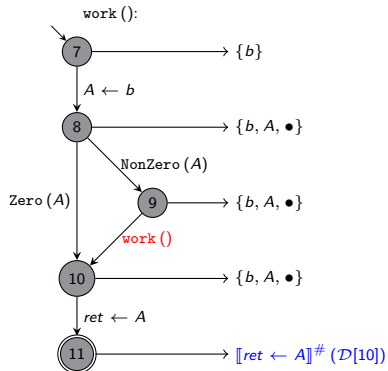 work ():
7 {b}
A ← b
8 {b, A, •}
NonZero (A)
Zero (A)
9 {b, A, •}
work ()
10 {b, A, •}
ret ← A
11 ⟦ret ← A⟧# (𝒟[10])